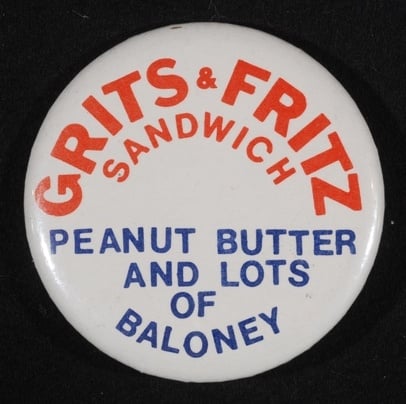 GRITS & FRITZ
SANDWICH
PEANUT BUTTER
AND LOTS
OF
BALONEY